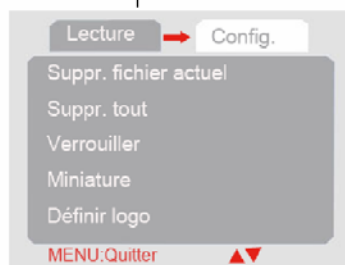 Lecture Config.
Suppr. fichier actuel
Suppr. tout
Verrouiller
Miniature
Définir logo
MENU:Quitter